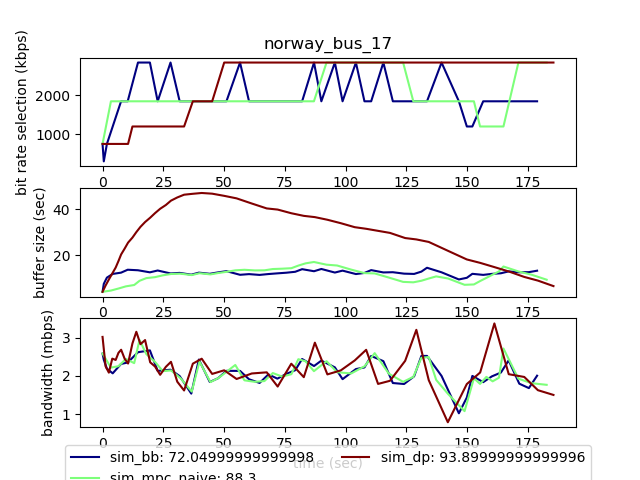 norway_bus_17
bit rate selection (kbps)
2000
1000
0 25 50 75 100 125 150 175
buffer size (sec)
40
20
0 25 50 75 100 125 150 175
bandwidth (mbps)
3
2
1
0 25 50 75 100 125 150 175
time (sec)
sim_bb: 72.04999999999998 sim_dp: 93.89999999999996
sim_mpc_naive: 88.3